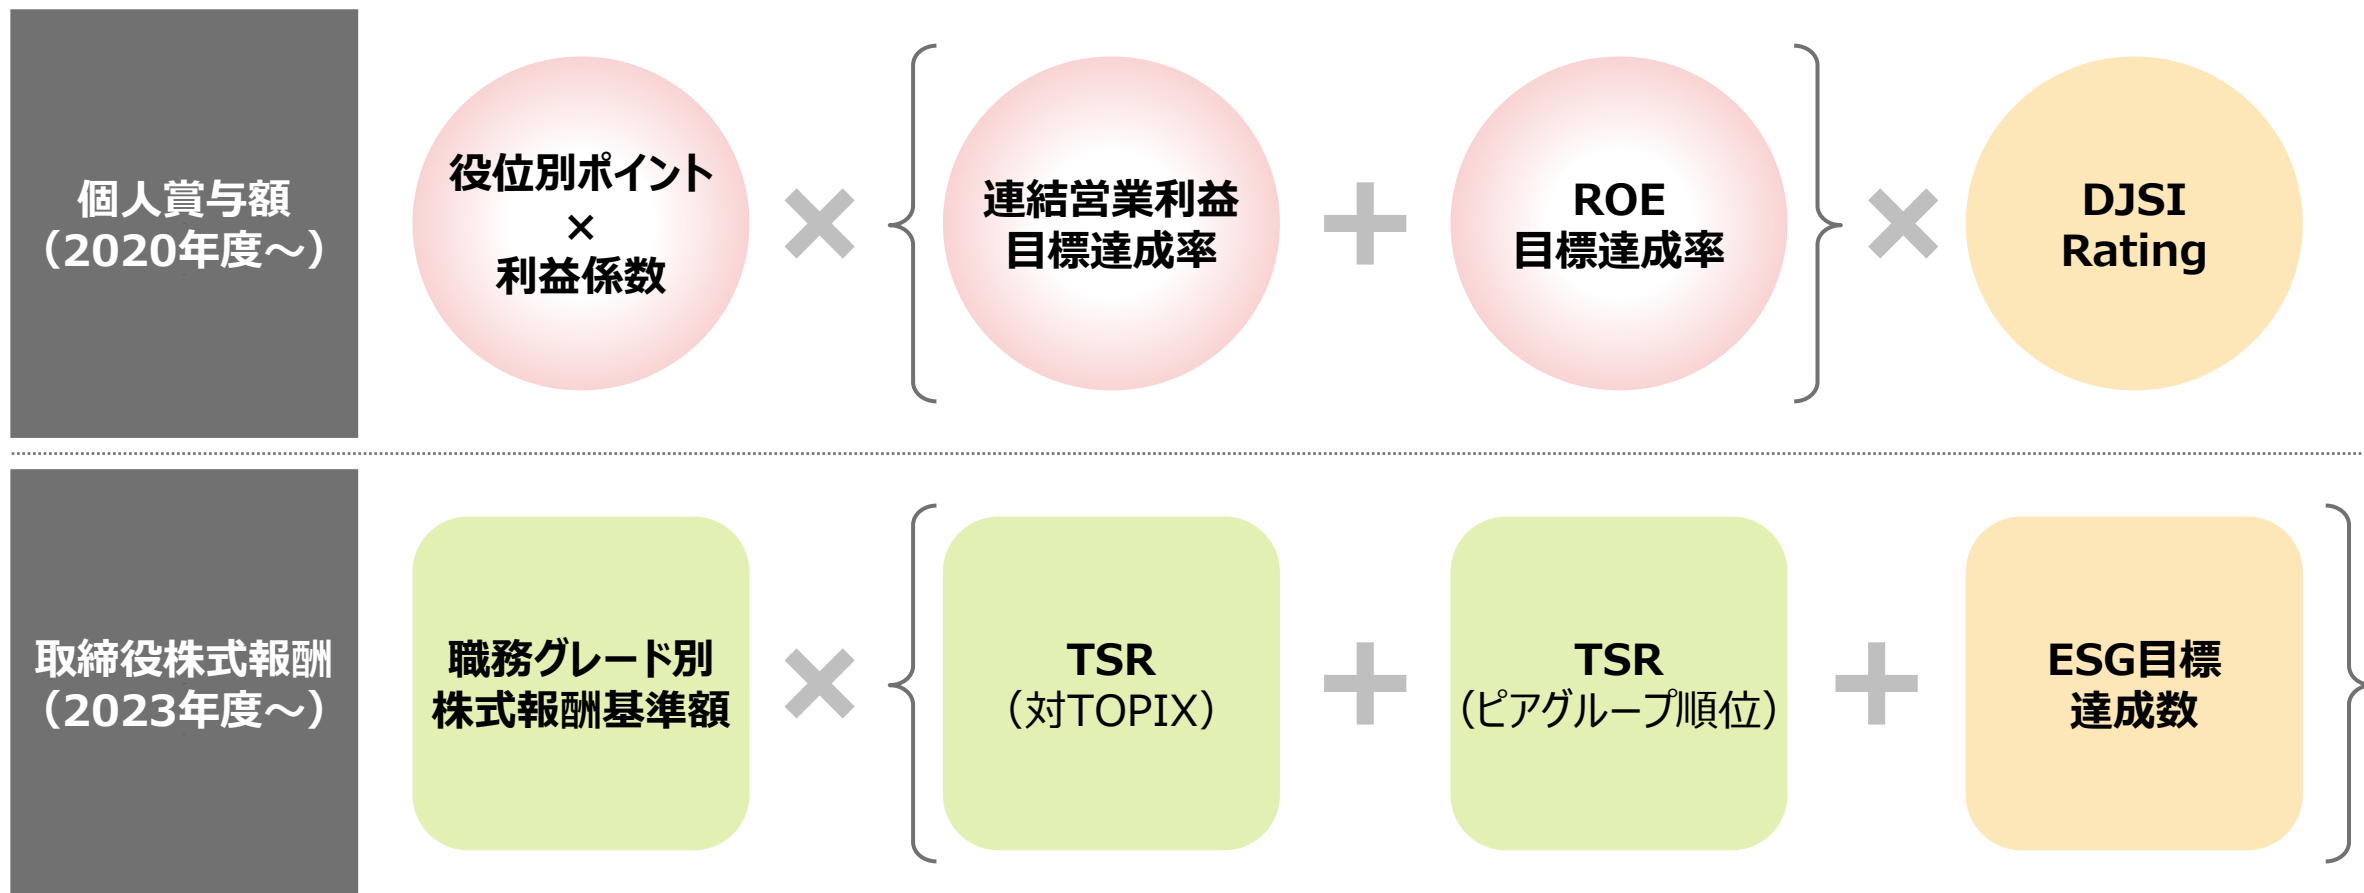 個人賞与額
（2020年度～）
役位別ポイント
×
利益係数
×
連結営業利益
目標達成率
+
ROE
目標達成率
×
DJSI
Rating
取締役株式報酬
（2023年度～）
職務グレード別
株式報酬基準額
×
TSR
（対TOPIX）
+
TSR
（ピアグループ順位）
+
ESG目標
達成数